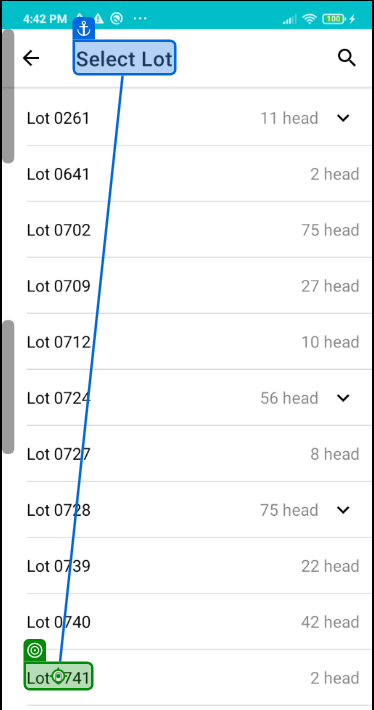 4:42 PM ... 100
Select Lot
Lot 0261 11 head
Lot 0641 2 head
Lot 0702 75 head
Lot 0709 27 head
Lot 0712 10 head
Lot 0724 56 head
Lot 0727 8 head
Lot 0728 75 head
Lot 0739 22 head
Lot 0740 42 head
Lot 0741 2 head